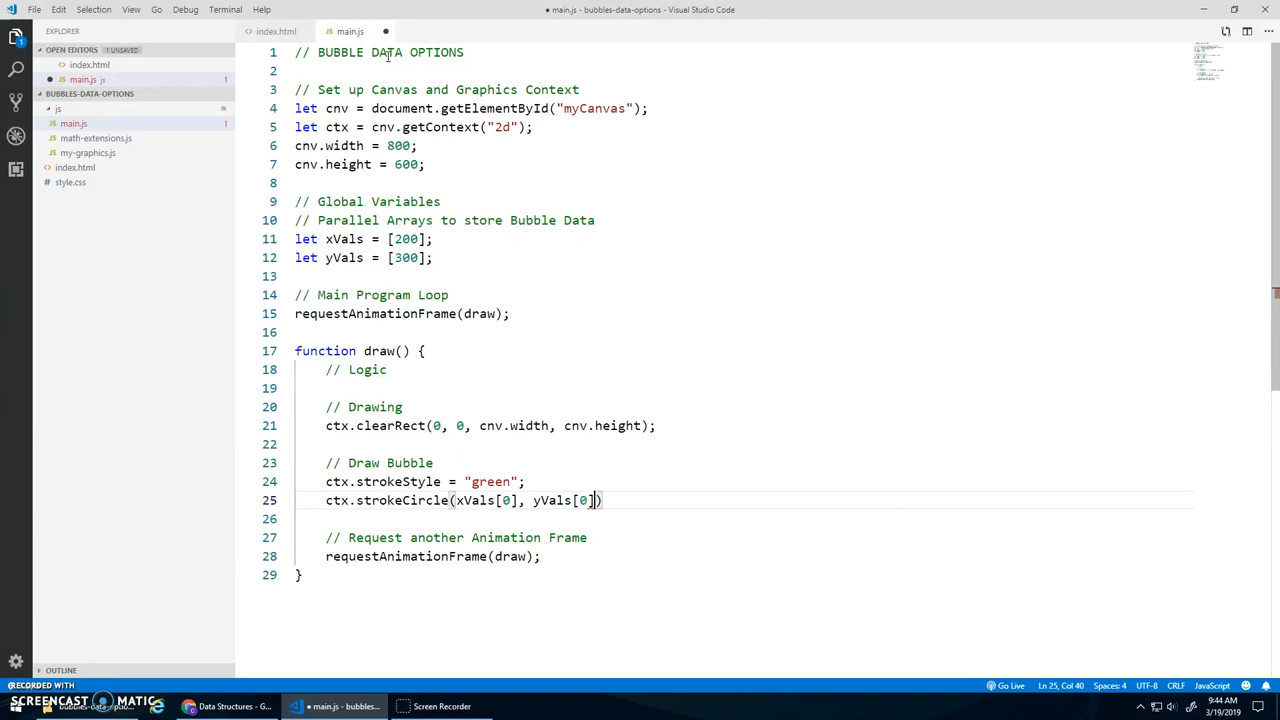 File Edit Selection View Go Debug Terminal Help
● main.js - bubbles-data-options - Visual Studio Code
EXPLORER
OPEN EDITORS 1 UNSAVED
index.html
main.js js 1
BUBBLES-DATA-OPTIONS
js
main.js 1
math-extensions.js
my-graphics.js
index.html
style.css
OUTLINE
index.html
JS main.js ●
1 // BUBBLE DATA OPTIONS
2
3 // Set up Canvas and Graphics Context
4 let cnv = document.getElementById("myCanvas");
5 let ctx = cnv.getContext("2d");
6 cnv.width = 800;
7 cnv.height = 600;
8
9 // Global Variables
10 // Parallel Arrays to store Bubble Data
11 let xVals = [200];
12 let yVals = [300];
13
14 // Main Program Loop
15 requestAnimationFrame(draw);
16
17 function draw() {
18 // Logic
19
20 // Drawing
21 ctx.clearRect(0, 0, cnv.width, cnv.height);
22
23 // Draw Bubble
24 ctx.strokeStyle = "green";
25 ctx.strokeCircle(xVals[0], yVals[0])
26
27 // Request another Animation Frame
28 requestAnimationFrame(draw);
29 }
Go Live Ln 25, Col 40 Spaces: 4 UTF-8 CRLF JavaScript
RECORDED WITH
SCREENCAST MATIC
Data Structures - G...
● main.js - bubbles...
Screen Recorder
9:44 AM
3/19/2019